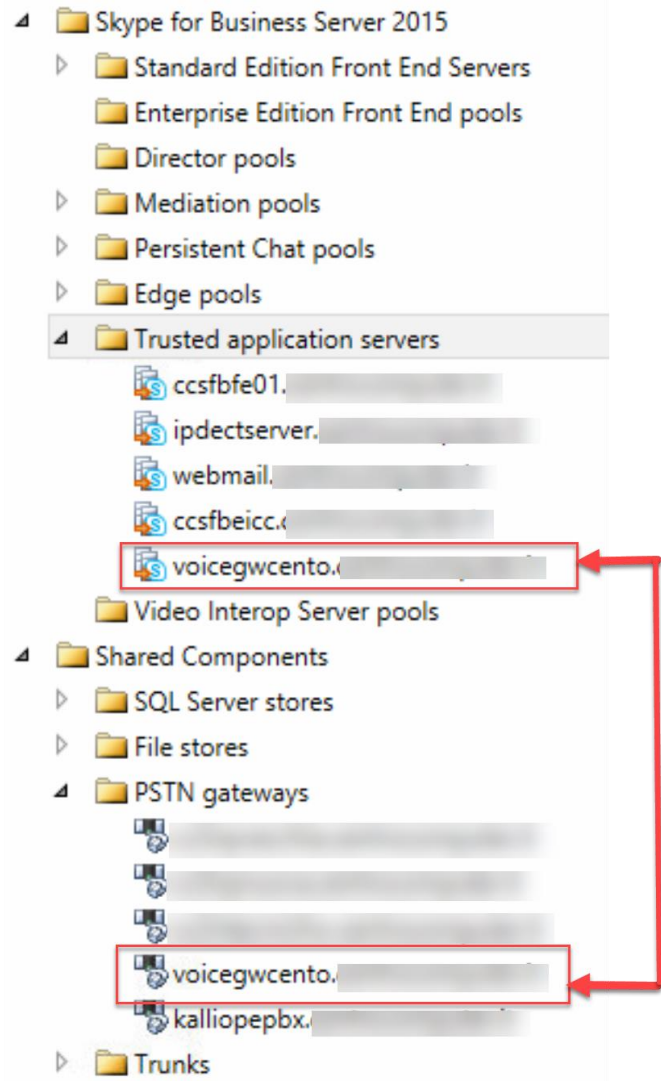 Skype for Business Server 2015
Standard Edition Front End Servers
Enterprise Edition Front End pools
Director pools
Mediation pools
Persistent Chat pools
Edge pools
Trusted application servers
ccsfbfe01.
ipdectserver.
webmail.
ccsfbeicc.
voicegwcento.
Video Interop Server pools
Shared Components
SQL Server stores
File stores
PSTN gateways
voicegwcento.
kalliopepbx.
Trunks